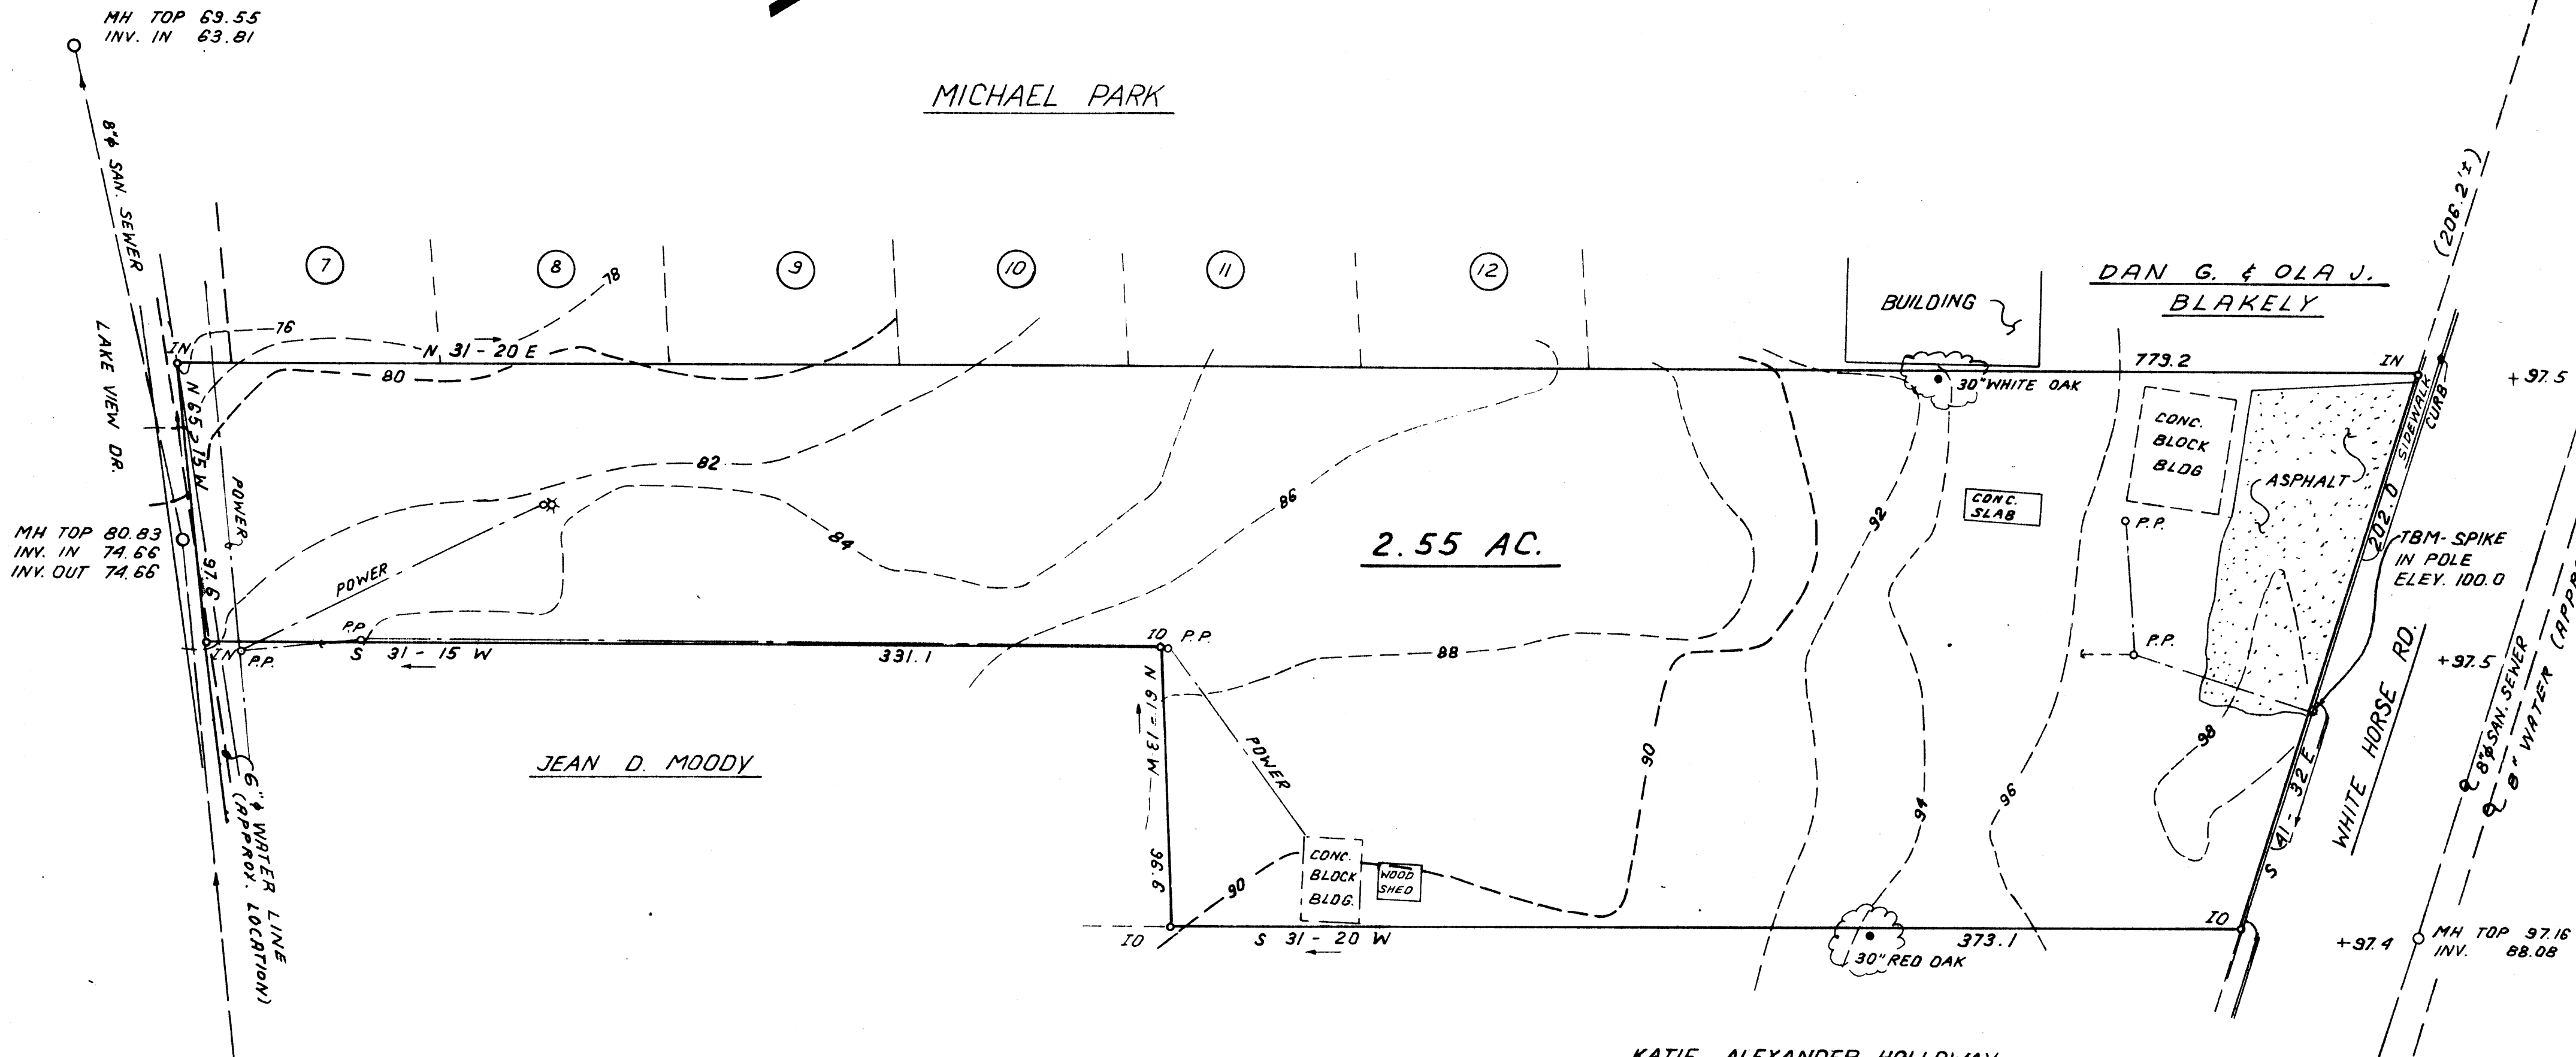 MH TOP 69.55
INV. IN 63.81
8"φ SAN. SEWER
LAKE VIEW DR.
MICHAEL PARK
7
8
9
10
11
12
78
76
IN
N 31-20 E
80
BUILDING
DAN G. & OLA J.
BLAKELY
779.2
IN
(206.2'±)
+97.5
30" WHITE OAK
CONC.
BLOCK
BLDG
SIDEWALK
CURB
ASPHALT
N 65-15 W
97.6
POWER
82
84
86
2.55 AC.
92
CONC.
SLAB
P.P.
202.0
TBM-SPIKE
IN POLE
ELEV. 100.0
MH TOP 80.83
INV. IN 74.66
INV. OUT 74.66
POWER
P.P.
IN
P.P.
S 31-15 W
331.1
IO
P.P.
88
P.P.
+97.5
WHITE HORSE RD.
8"φ SAN. SEWER
8" WATER
JEAN D. MOODY
N 61-13 W
96.6
POWER
90
94
96
98
S 41-32 E
6"φ WATER LINE
(APPROX. LOCATION)
90
CONC.
BLOCK
BLDG.
WOOD
SHED
IO
S 31-20 W
30" RED OAK
373.1
IO
+97.4
MH TOP 97.16
INV. 88.08
KATIE ALEXANDER HOLLOWAY